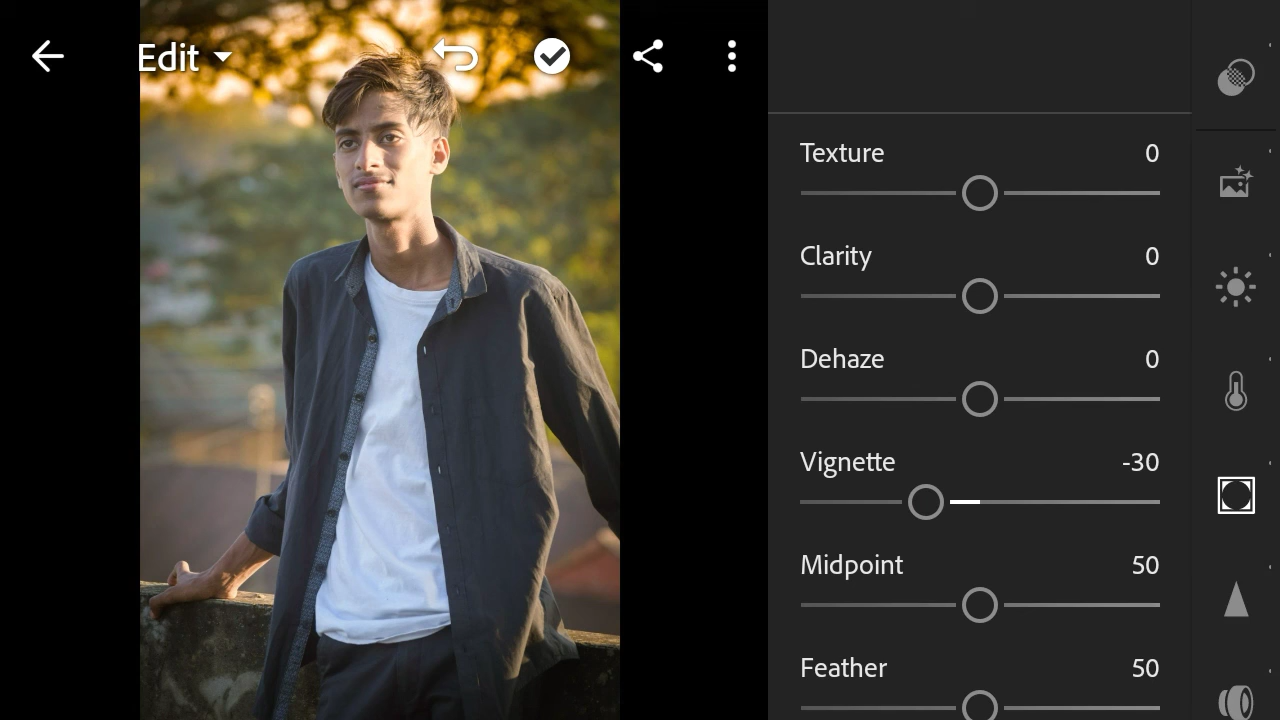 Edit
Texture 0
Clarity 0
Dehaze 0
Vignette -30
Midpoint 50
Feather 50